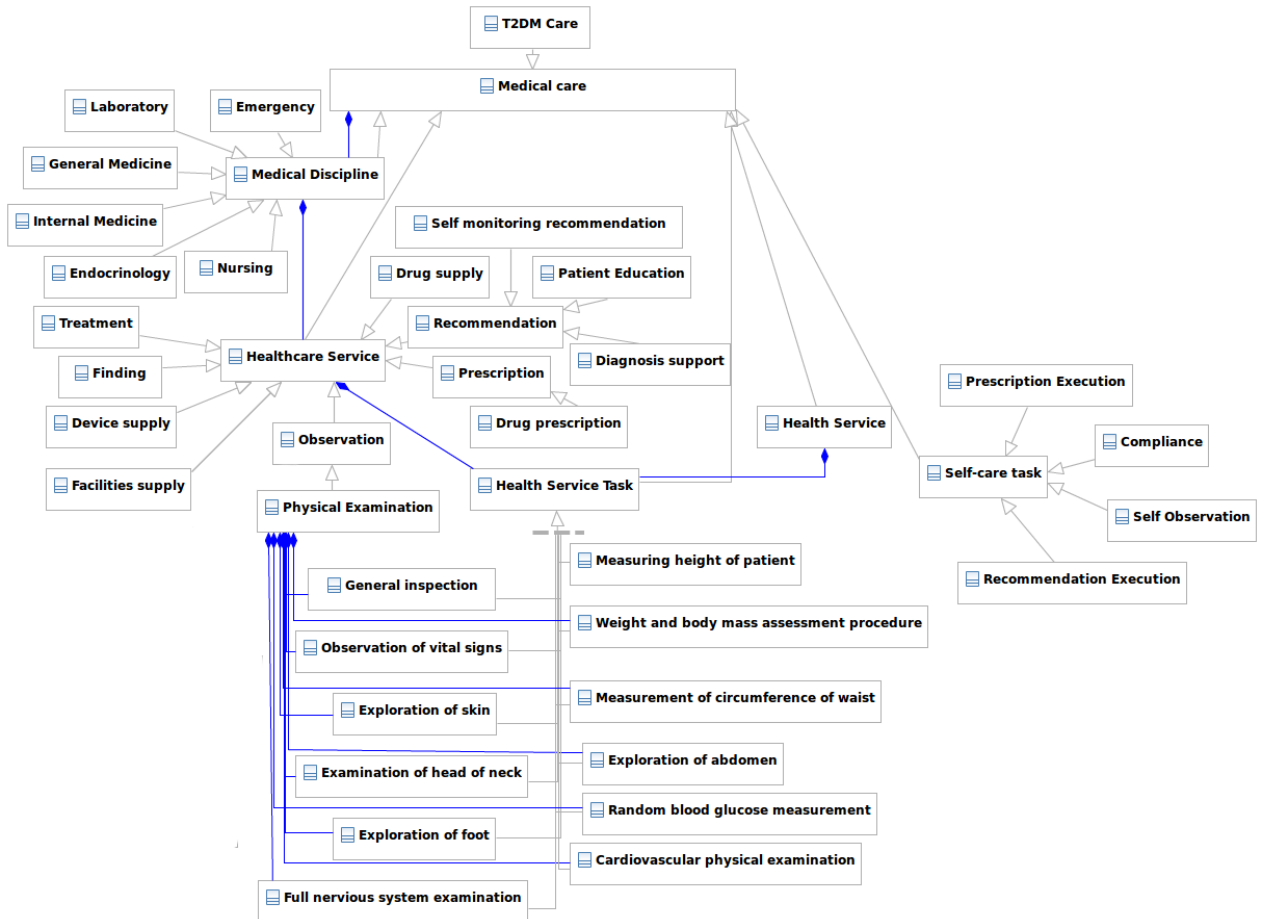 T2DM Care
Medical care
Laboratory
Emergency
General Medicine
Medical Discipline
Internal Medicine
Self monitoring recommendation
Endocrinology
Nursing
Drug supply
Patient Education
Treatment
Recommendation
Healthcare Service
Diagnosis support
Finding
Prescription
Prescription Execution
Device supply
Drug prescription
Health Service
Observation
Compliance
Self-care task
Facilities supply
Health Service Task
Physical Examination
Self Observation
Measuring height of patient
Recommendation Execution
General inspection
Weight and body mass assessment procedure
Observation of vital signs
Measurement of circumference of waist
Exploration of skin
Exploration of abdomen
Examination of head of neck
Random blood glucose measurement
Exploration of foot
Cardiovascular physical examination
Full nervious system examination